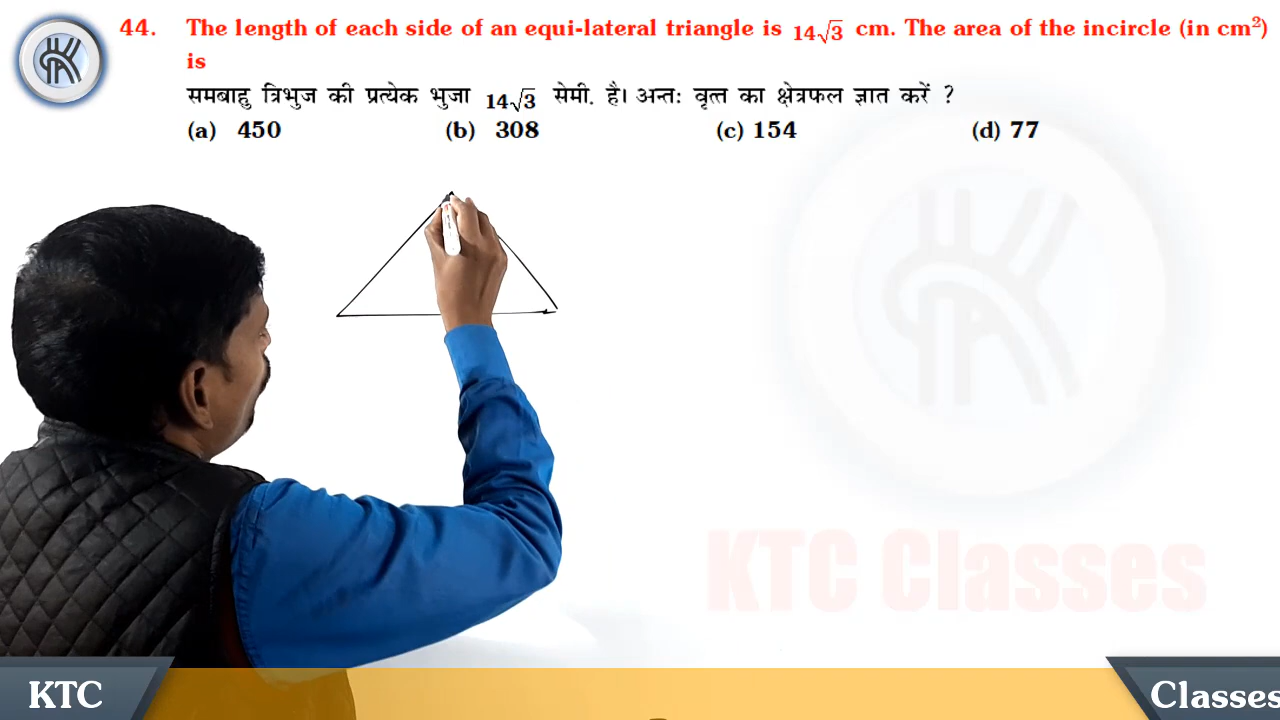 44. The length of each side of an equi-lateral triangle is 14√3 cm. The area of the incircle (in cm²)
is
समबाहु त्रिभुज की प्रत्येक भुजा 14√3 सेमी. है। अन्तः वृत्त का क्षेत्रफल ज्ञात करें ?
(a) 450 (b) 308 (c) 154 (d) 77
KTC Classes
KTC Classes